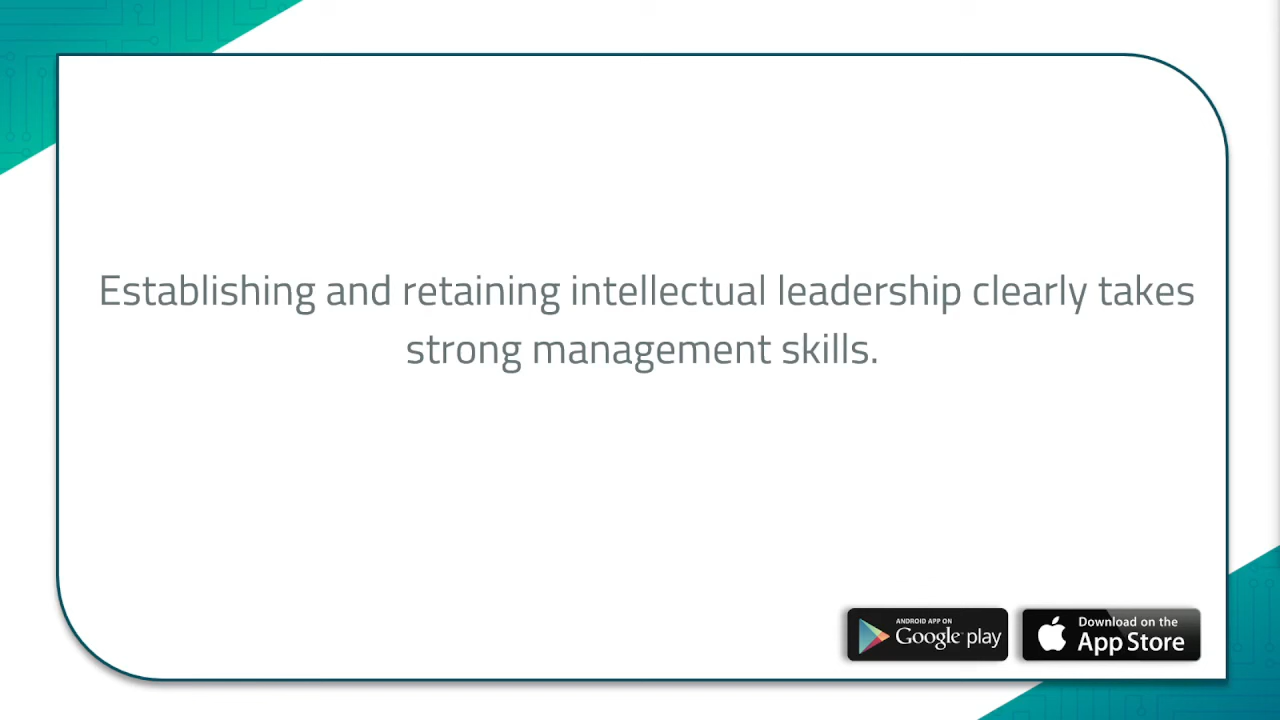 Establishing and retaining intellectual leadership clearly takes
strong management skills.
ANDROID APP ON
Google play
Download on the
App Store